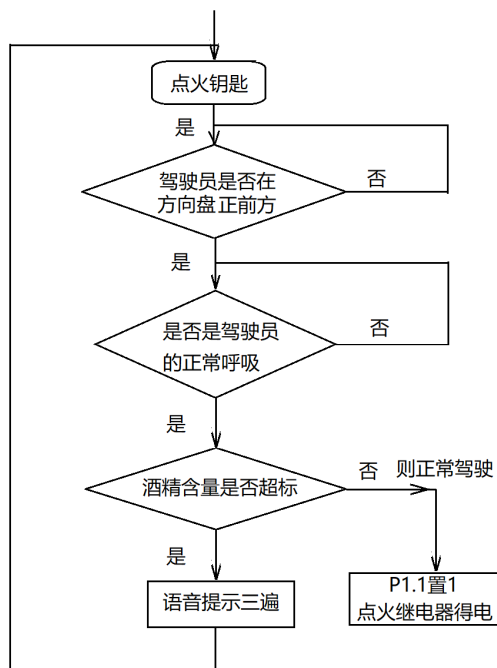 点火钥匙
是
驾驶员是否在
方向盘正前方
否
是
是否是驾驶员
的正常呼吸
否
是
酒精含量是否超标
否
则正常驾驶
是
语音提示三遍
P1.1置1
点火继电器得电